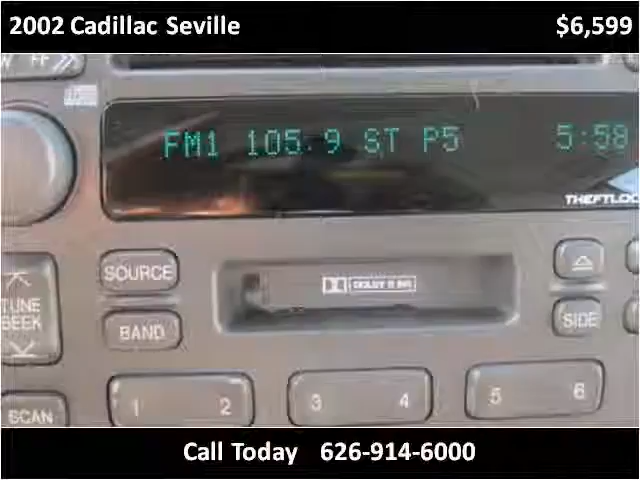 2002 Cadillac Seville $6,599
FF
FM1 105.9 ST P5 5:58
THEFTLOC
SOURCE
TUNE
SEEK
DOLBY B NR
BAND
SIDE
1 2 3 4 5 6
SCAN
Call Today 626-914-6000